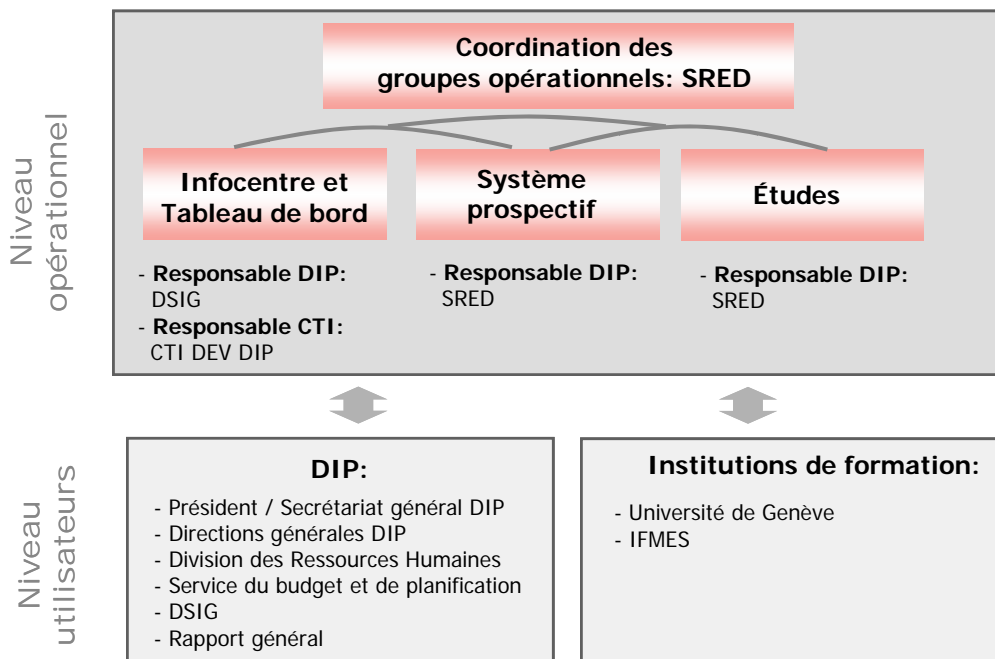 Niveau
opérationnel
Coordination des
groupes opérationnels: SRED
Infocentre et
Tableau de bord
- Responsable DIP:
DSIG
- Responsable CTI:
CTI DEV DIP
Système
prospectif
- Responsable DIP:
SRED
Études
- Responsable DIP:
SRED
Niveau
utilisateurs
DIP:
- Président / Secrétariat général DIP
- Directions générales DIP
- Division des Ressources Humaines
- Service du budget et de planification
- DSIG
- Rapport général
Institutions de formation:
- Université de Genève
- IFMES